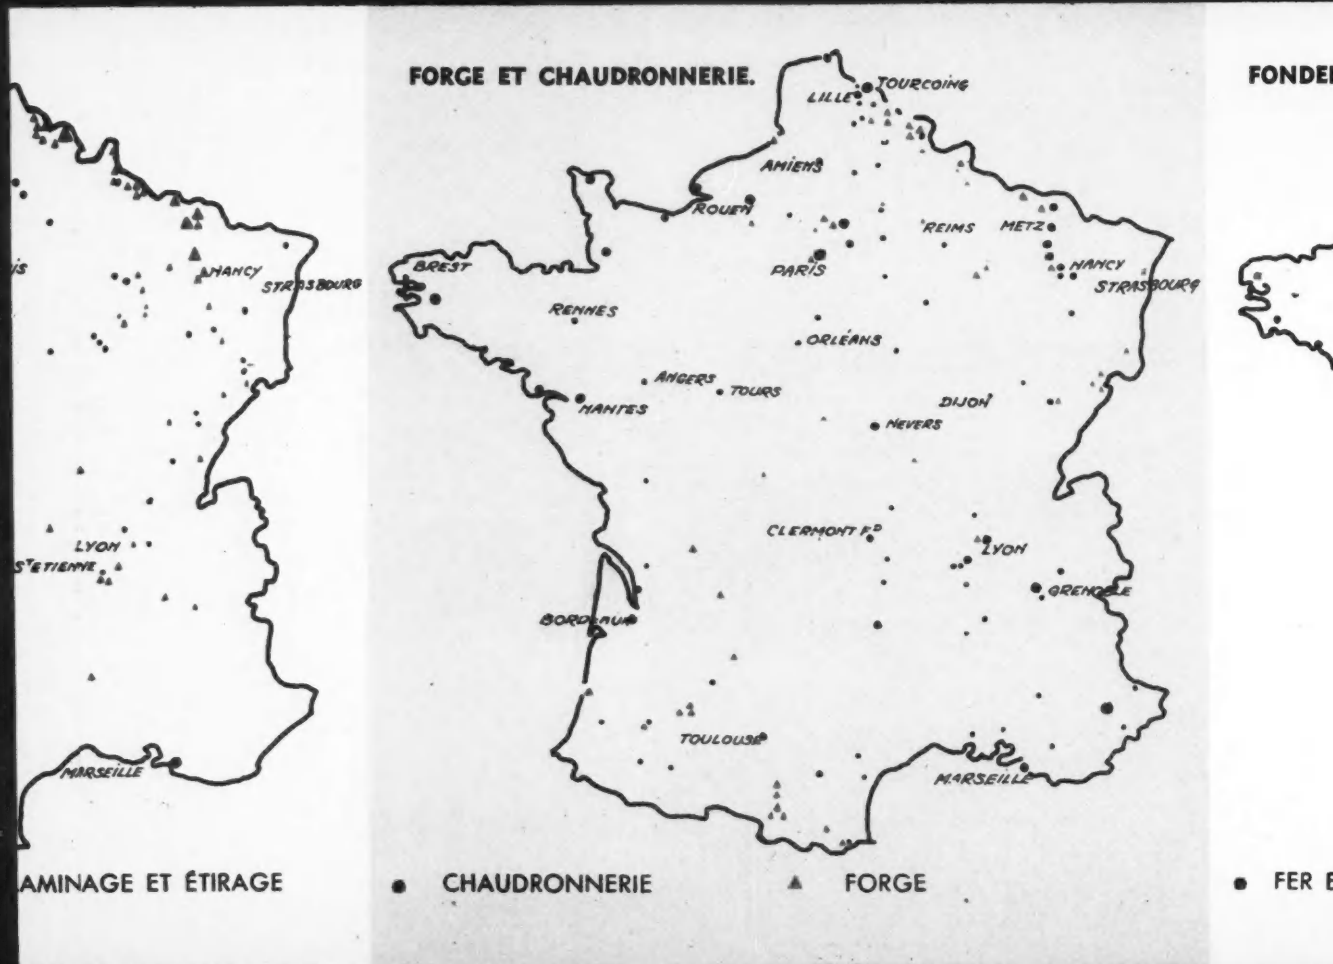 NANCY
STRASBOURG
LYON
ST ETIENNE
MARSEILLE
AMINAGE ET ÉTIRAGE
FORGE ET CHAUDRONNERIE.
TOURCOING
LILLE
AMIENS
ROUEN
REIMS
METZ
BREST
PARIS
NANCY
STRASBOURG
RENNES
ORLÉANS
ANGERS
TOURS
NANTES
DIJON
NEVERS
CLERMONT FD
LYON
GRENOBLE
BORDEAUX
TOULOUSE
MARSEILLE
CHAUDRONNERIE
FORGE
FONDE
FER